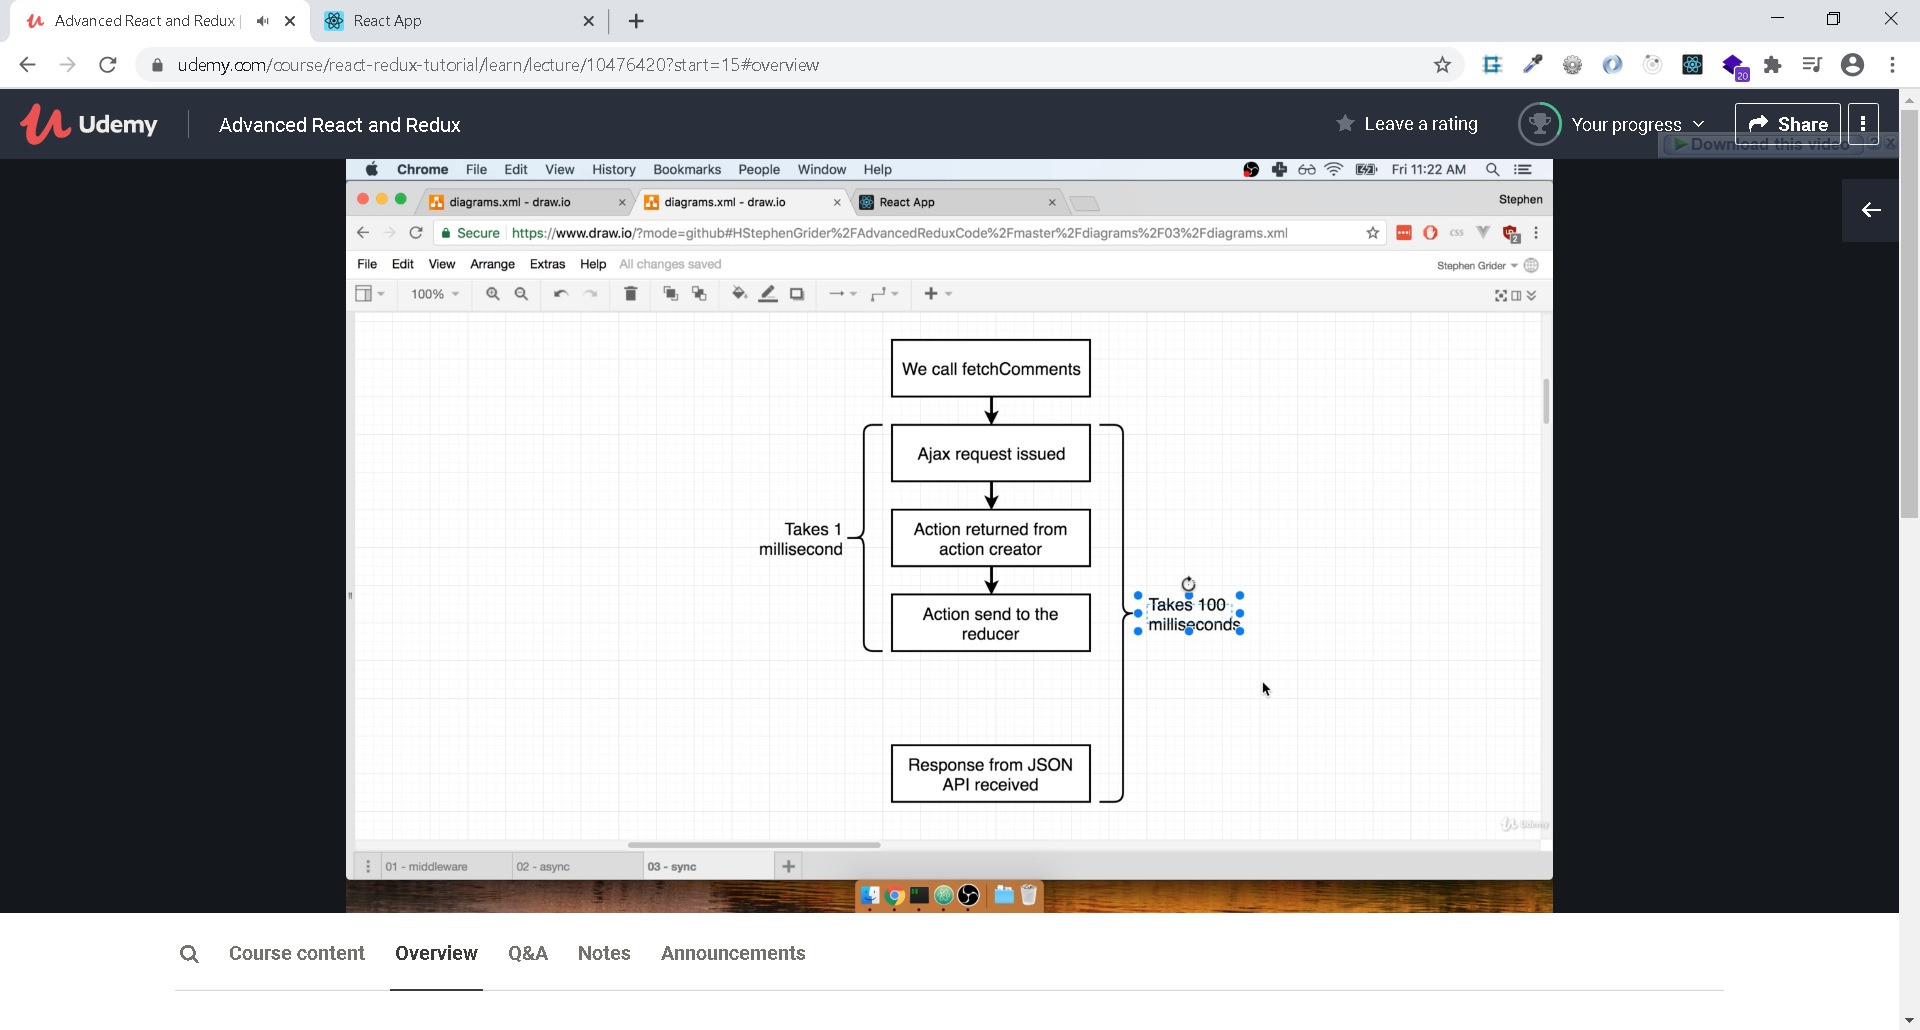 Advanced React and Redux
React App
udemy.com/course/react-redux-tutorial/learn/lecture/10476420?start=15#overview
20
Udemy
Advanced React and Redux
Leave a rating
Your progress
Share
Download this video
? X
Chrome File Edit View History Bookmarks People Window Help
Fri 11:22 AM
diagrams.xml - draw.io
diagrams.xml - draw.io
React App
Stephen
Secure
https://www.draw.io/?mode=github#HStephenGrider%2FAdvancedReduxCode%2Fmaster%2Fdiagrams%2F03%2Fdiagrams.xml
CSS
2
File Edit View Arrange Extras Help All changes saved
Stephen Grider
100%
We call fetchComments
Ajax request issued
Takes 1
millisecond
Action returned from
action creator
Action send to the
reducer
Takes 100
milliseconds
Response from JSON
API received
Udemy
01 - middleware
02 - async
03 - sync
Course content
Overview
Q&A
Notes
Announcements